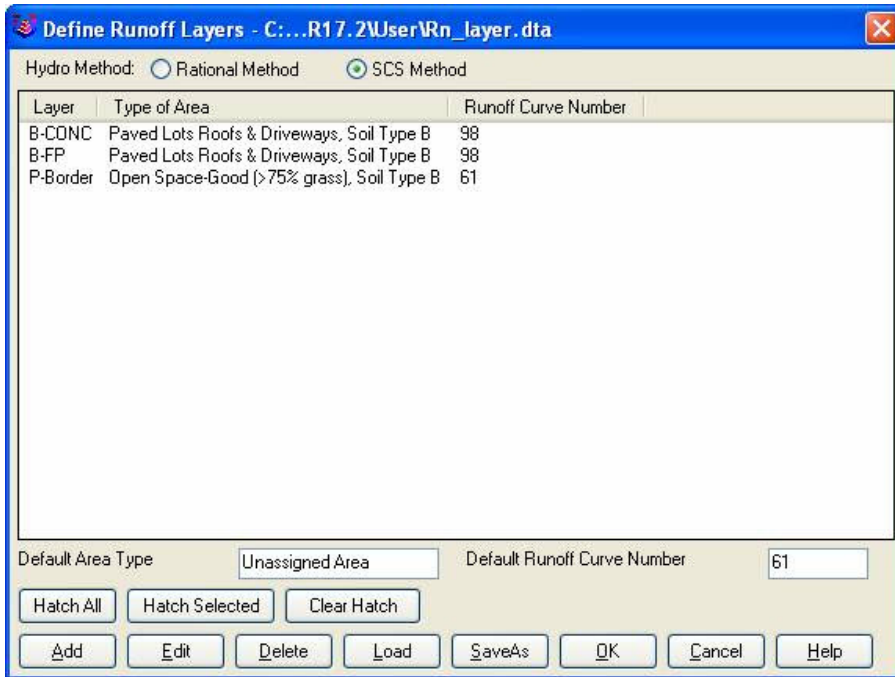 Define Runoff Layers - C:...R17.2\User\Rn_layer.dta
Hydro Method: Rational Method SCS Method
Layer Type of Area Runoff Curve Number
B-CONC Paved Lots Roofs & Driveways, Soil Type B 98
B-FP Paved Lots Roofs & Driveways, Soil Type B 98
P-Border Open Space-Good (>75% grass), Soil Type B 61
Default Area Type Unassigned Area Default Runoff Curve Number 61
Hatch All Hatch Selected Clear Hatch
Add Edit Delete Load SaveAs OK Cancel Help